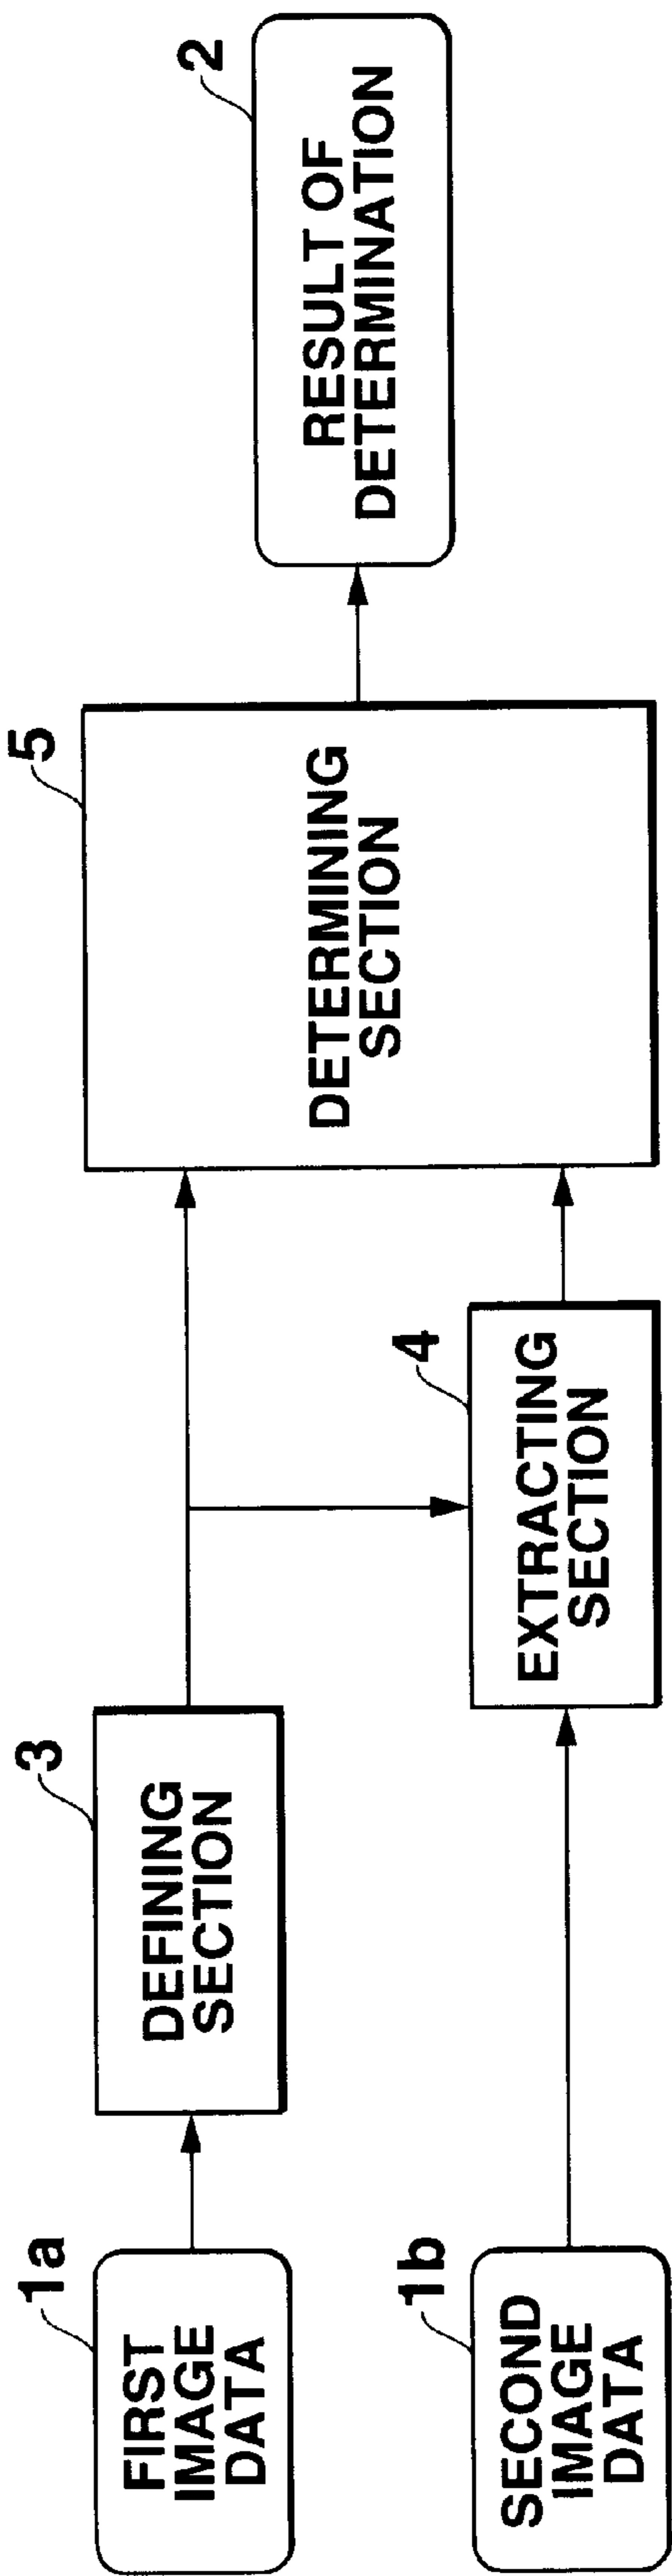 1a
FIRST
IMAGE
DATA
3
DEFINING
SECTION
1b
SECOND
IMAGE
DATA
4
EXTRACTING
SECTION
5
DETERMINING
SECTION
2
RESULT OF
DETERMINATION